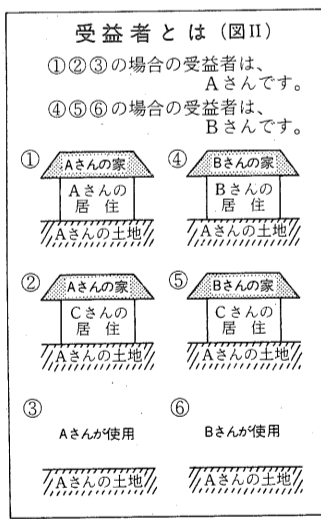 受益者とは（図II）
①②③の場合の受益者は、
Aさんです。
④⑤⑥の場合の受益者は、
Bさんです。
①
Aさんの家
Aさんの
居住
Aさんの土地
④
Bさんの家
Bさんの
居住
Aさんの土地
②
Aさんの家
Cさんの
居住
Aさんの土地
⑤
Bさんの家
Cさんの
居住
Aさんの土地
③
Aさんが使用
Aさんの土地
⑥
Bさんが使用
Aさんの土地